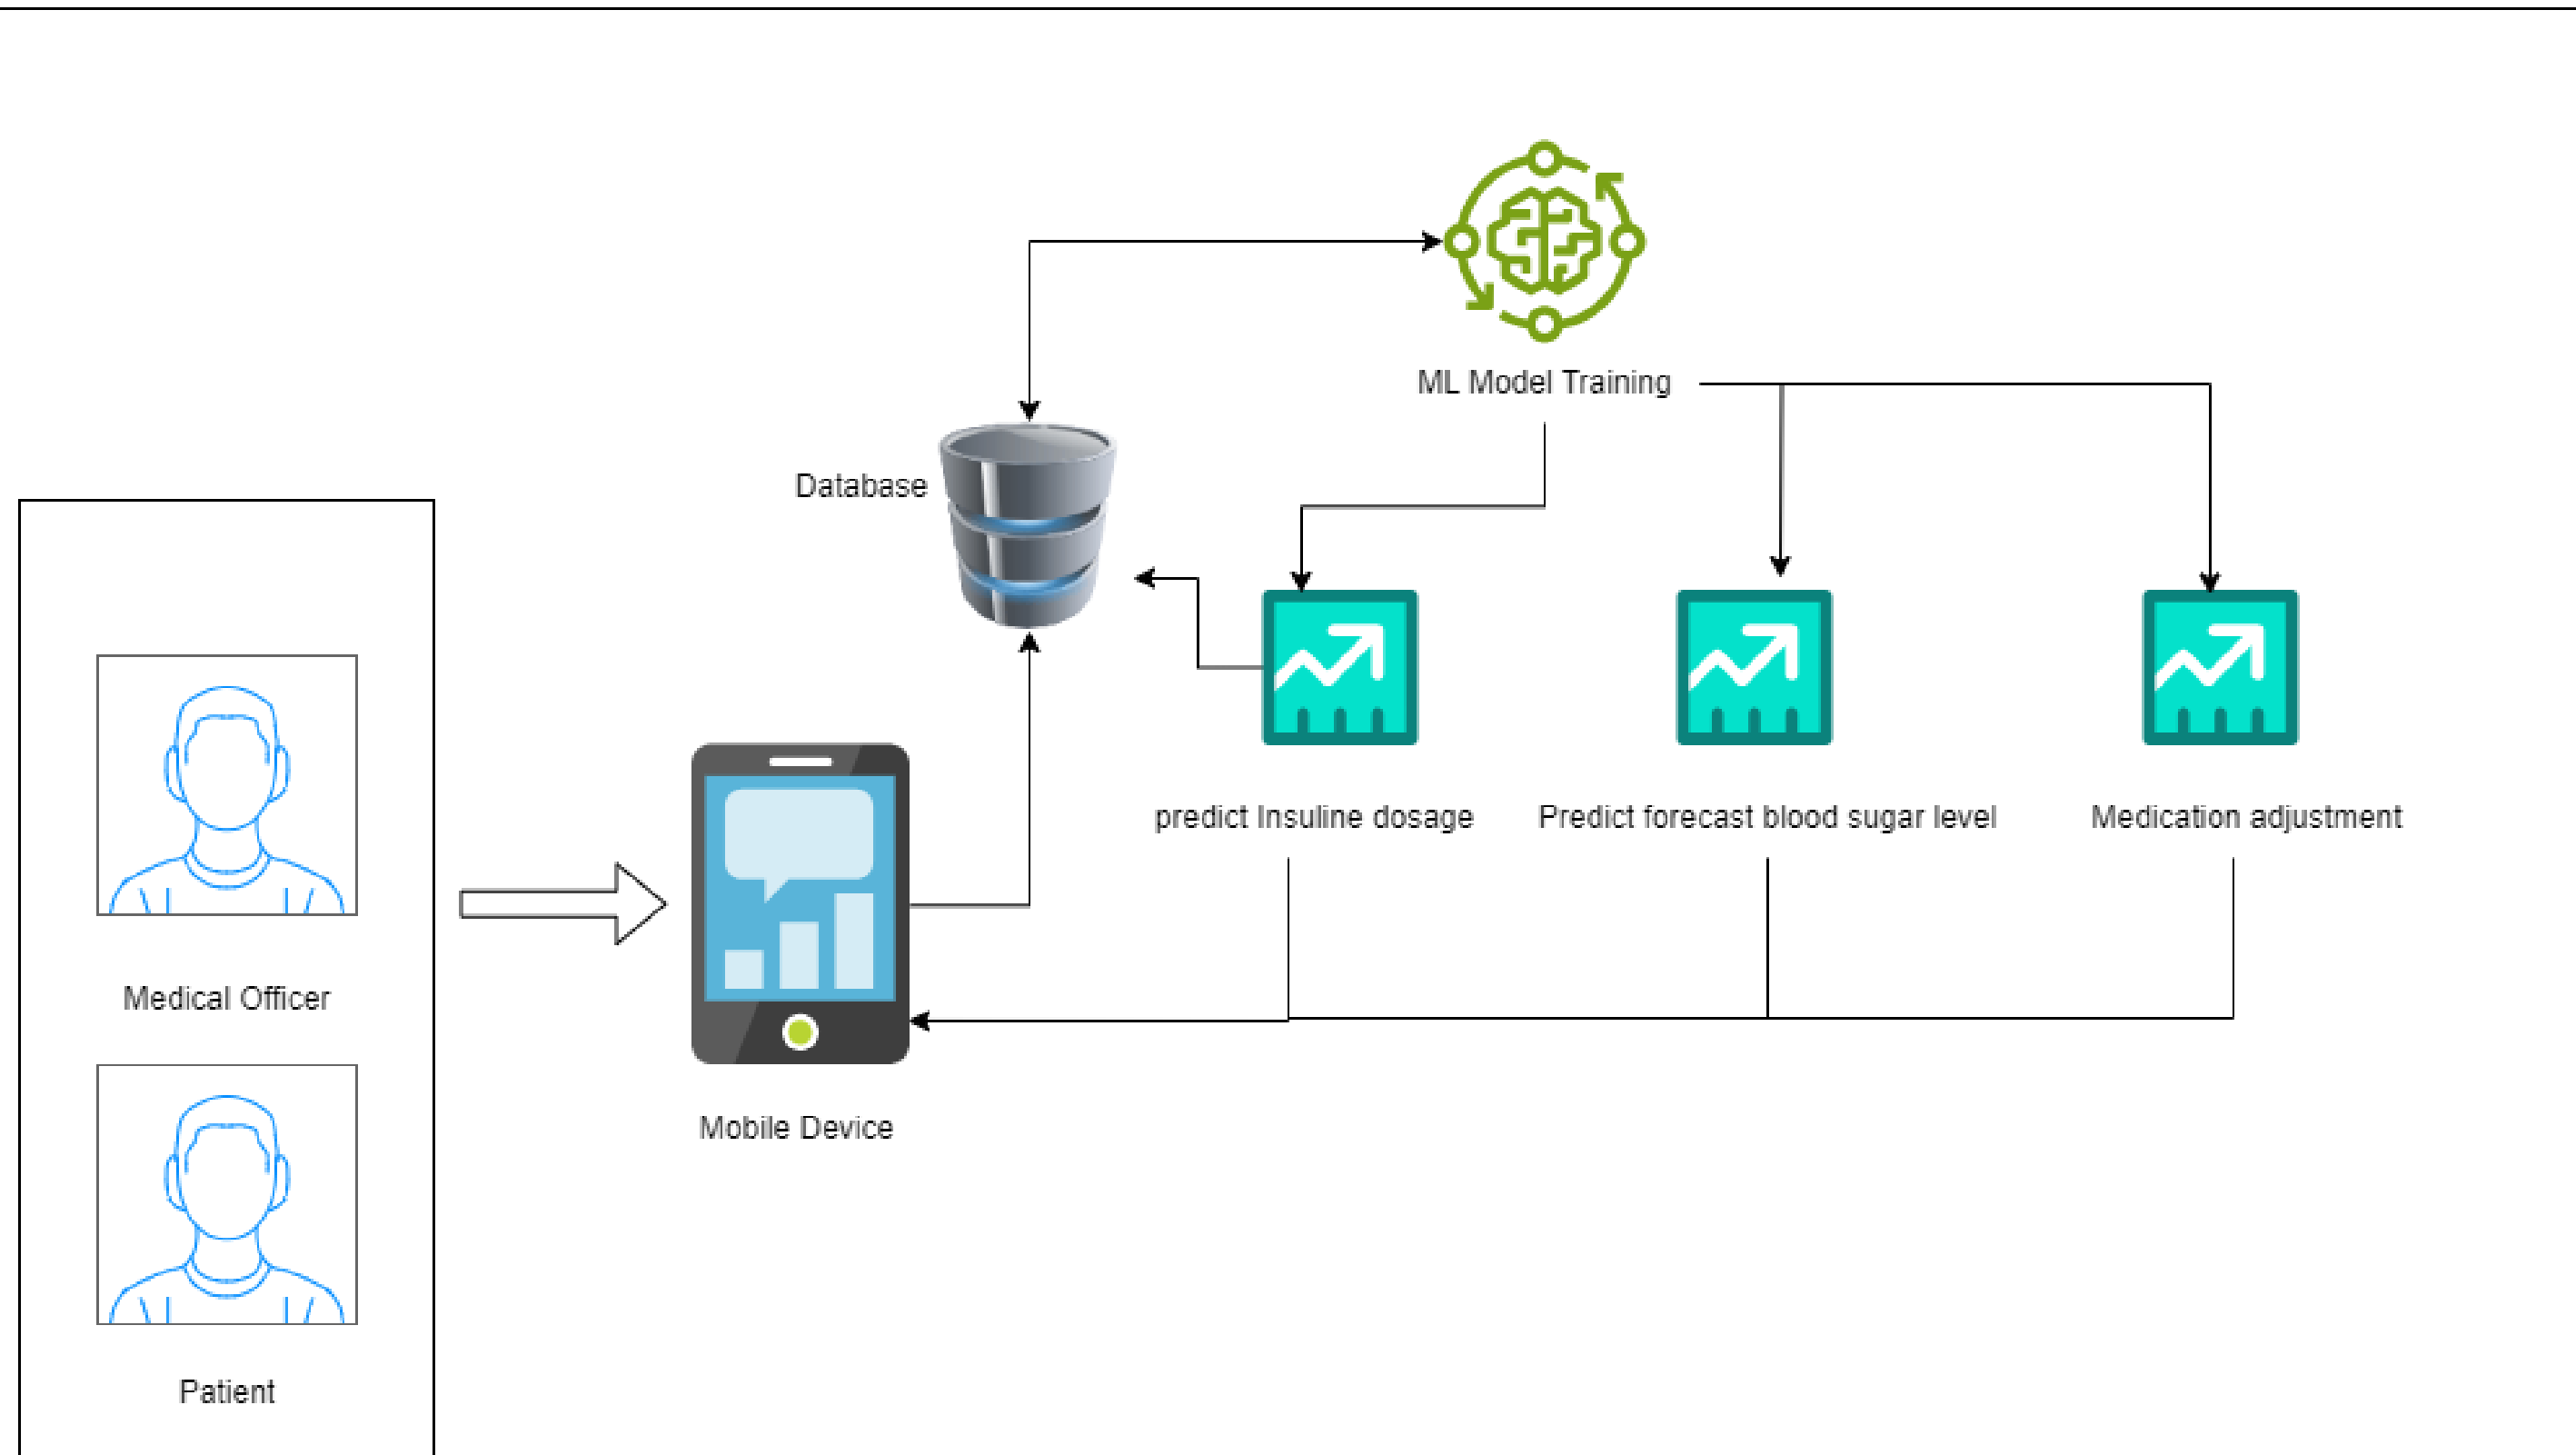 ML Model Training
Database
predict Insuline dosage
Predict forecast blood sugar level
Medication adjustment
Medical Officer
Mobile Device
Patient